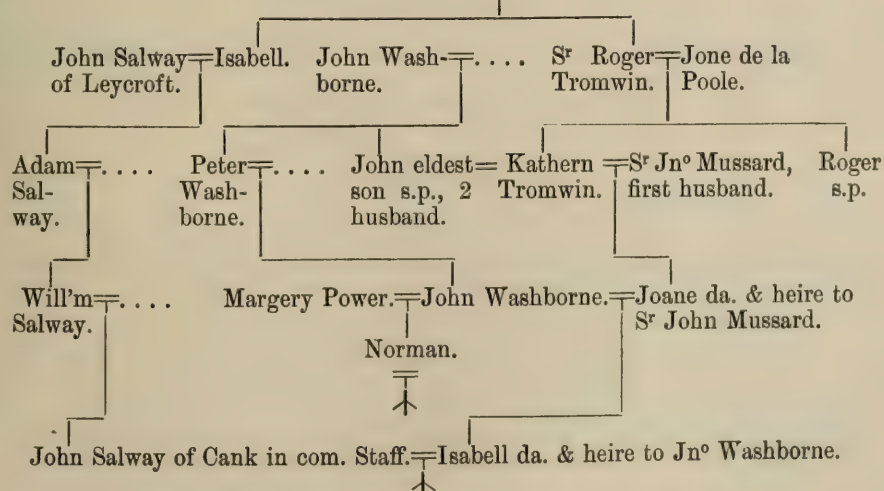 John Salway=Isabell. John Wash-=.... Sʳ Roger=Jone de la
of Leycroft. borne. Tromwin. Poole.
Adam=.... Peter=.... John eldest= Kathern =Sʳ Jnº Mussard, Roger
Sal- Wash- son s.p., 2 Tromwin. first husband. s.p.
way. borne. husband.
Will'm=.... Margery Power.=John Washborne.=Joane da. & heire to
Salway. Sʳ John Mussard.
Norman.
John Salway of Cank in com. Staff.=Isabell da. & heire to Jnº Washborne.